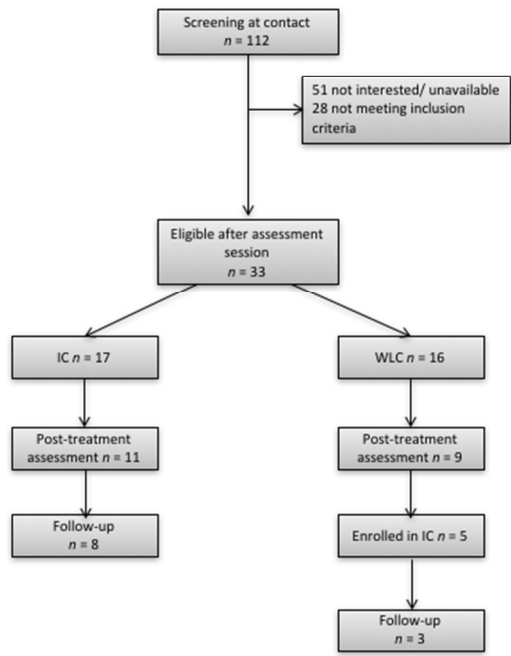 Screening at contact
n = 112
51 not interested/ unavailable
28 not meeting inclusion
criteria
Eligible after assessment
session
n = 33
IC n = 17
WLC n = 16
Post-treatment
assessment n = 11
Post-treatment
assessment n = 9
Follow-up
n = 8
Enrolled in IC n = 5
Follow-up
n = 3